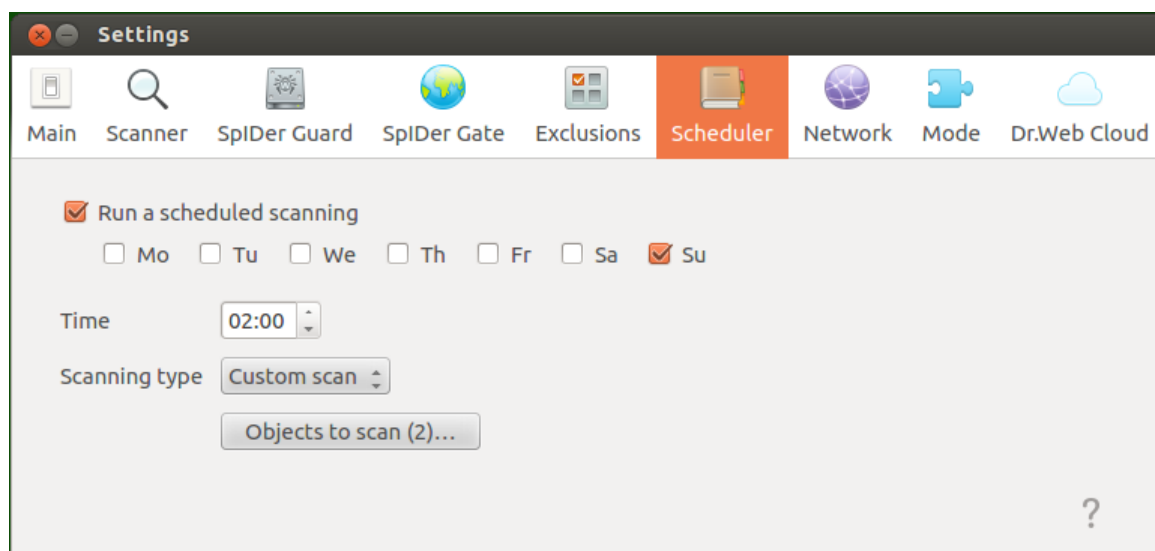 Settings
Main Scanner SpIDer Guard SpIDer Gate Exclusions Scheduler Network Mode Dr.Web Cloud
Run a scheduled scanning
Mo Tu We Th Fr Sa Su
Time 02:00
Scanning type Custom scan
Objects to scan (2)...
?